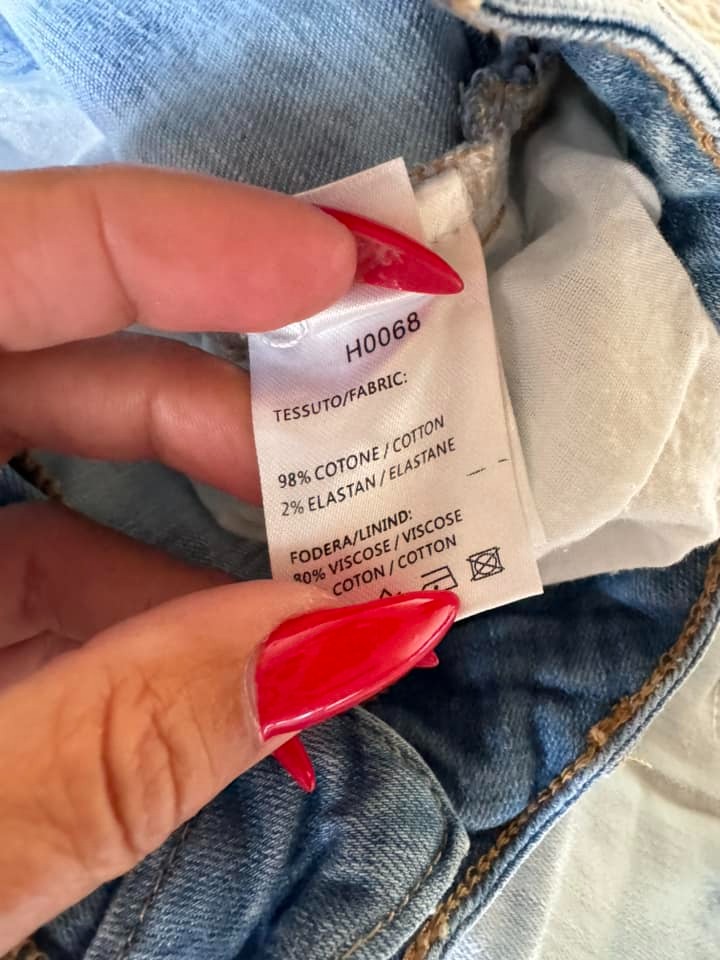 H0068
TESSUTO/FABRIC:
98% COTONE / COTTON
2% ELASTAN / ELASTANE
FODERA/LININD:
80% VISCOSE / VISCOSE
COTON / COTTON